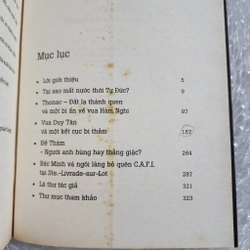 Mục lục
• Lời giới thiệu 5
• Tại sao mất nước thời Tự Đức? 9
• Thonac – Đất lạ thành quen
và một bí ẩn về vua Hàm Nghi 97
• Vua Duy Tân
và một kết cục bi thảm 157
• Đề Thám
- Người anh hùng hay thằng giặc? 264
• Bác Minh và ngôi làng bỏ quên C.A.F.I.
tại Ste.-Livrade-sur-Lot 287
• Lá thư tác giả 321
• Thư mục tham khảo 323